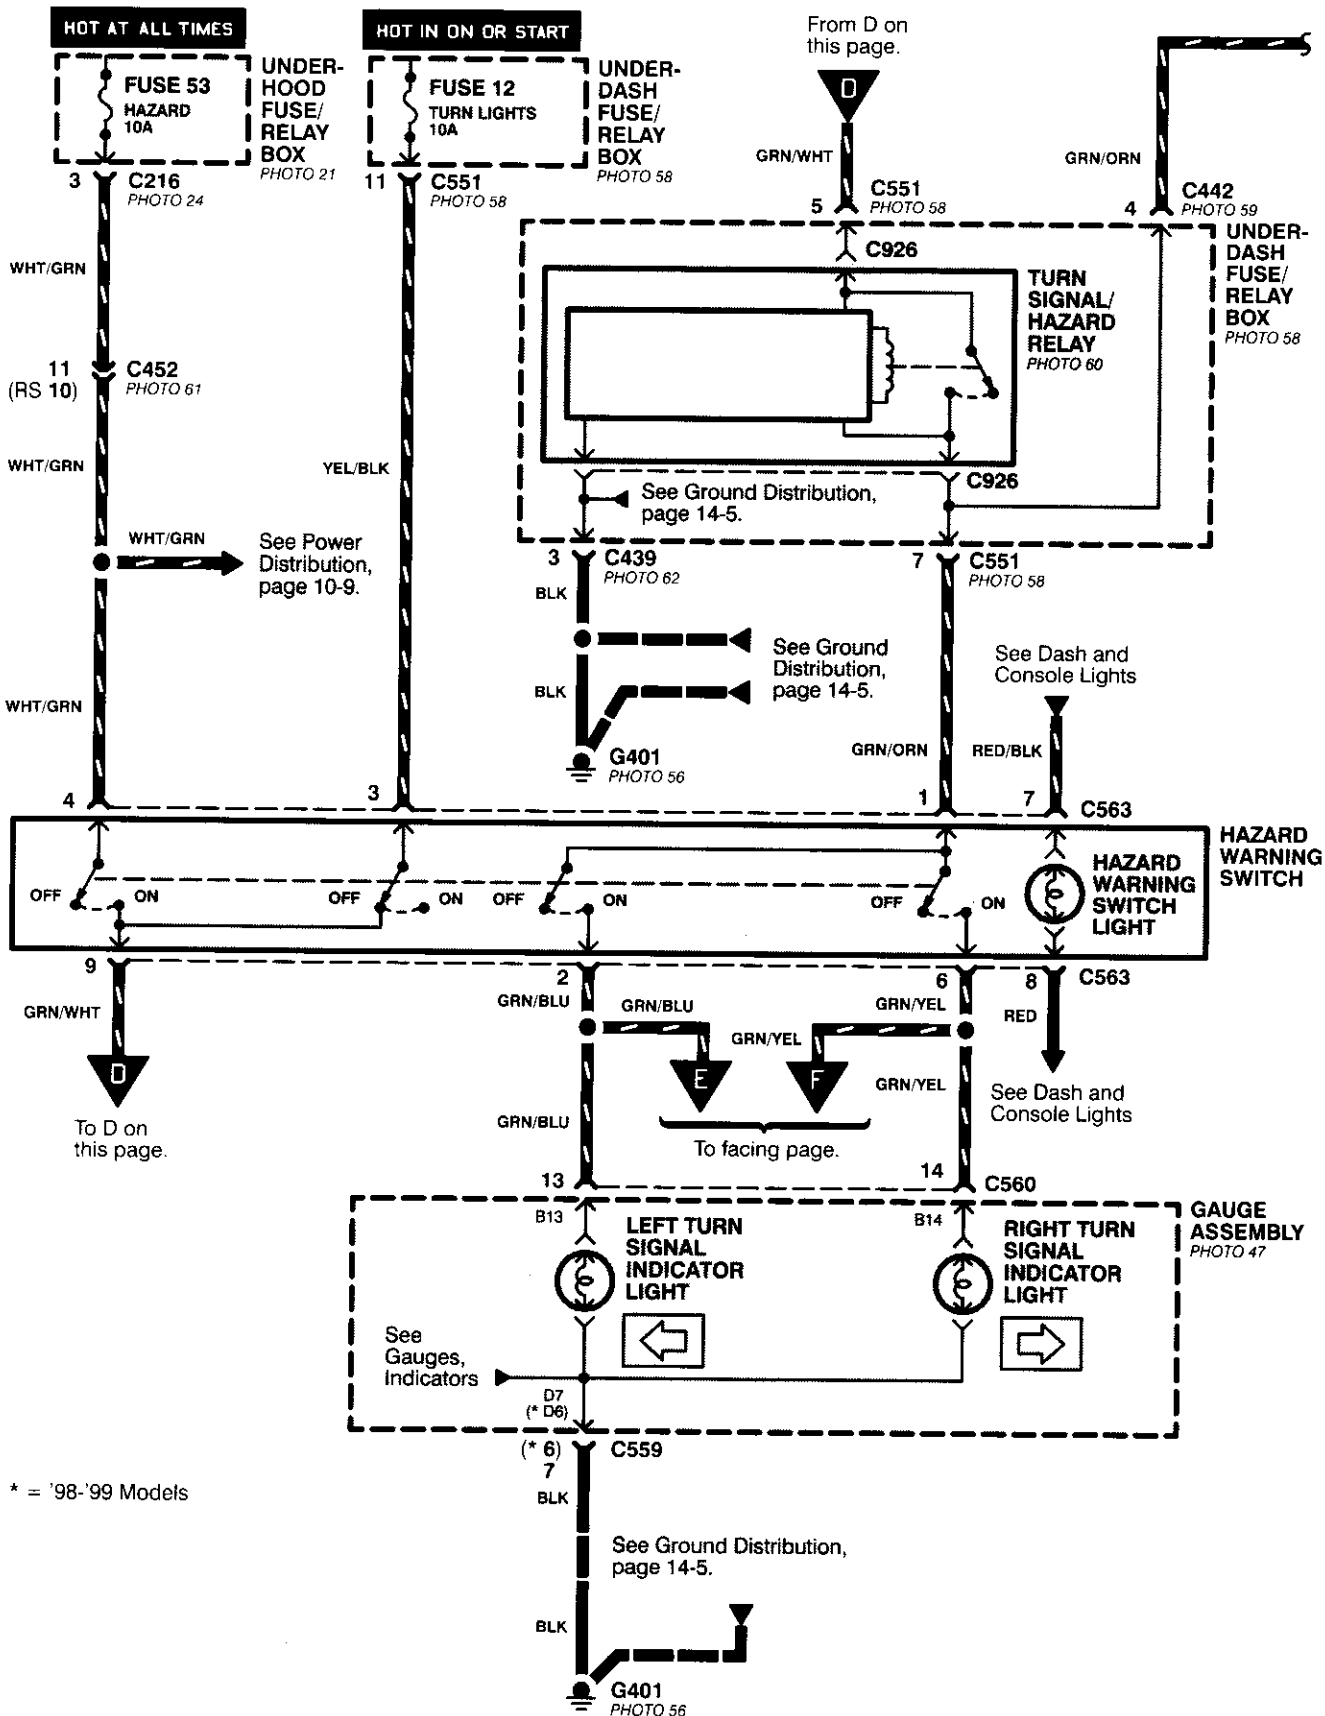 HOT AT ALL TIMES
HOT IN ON OR START
From D on
this page.
FUSE 53
HAZARD
10A
UNDER-
HOOD
FUSE/
RELAY
BOX
PHOTO 21
FUSE 12
TURN LIGHTS
10A
UNDER-
DASH
FUSE/
RELAY
BOX
PHOTO 58
D
GRN/WHT
GRN/ORN
3
C216
PHOTO 24
11
C551
PHOTO 58
5
C551
PHOTO 58
4
C442
PHOTO 59
UNDER-
DASH
FUSE/
RELAY
BOX
PHOTO 58
C926
TURN
SIGNAL/
HAZARD
RELAY
PHOTO 60
WHT/GRN
11
(RS 10)
C452
PHOTO 61
WHT/GRN
YEL/BLK
C926
See Ground Distribution,
page 14-5.
WHT/GRN
See Power
Distribution,
page 10-9.
3
C439
PHOTO 62
7
C551
PHOTO 58
BLK
See Ground
Distribution,
page 14-5.
BLK
See Dash and
Console Lights
WHT/GRN
GRN/ORN
RED/BLK
G401
PHOTO 56
4
3
1
7
C563
HAZARD
WARNING
SWITCH
OFF
ON
OFF
ON
OFF
ON
OFF
ON
HAZARD
WARNING
SWITCH
LIGHT
9
2
6
8
C563
GRN/WHT
GRN/BLU
GRN/BLU
GRN/YEL
GRN/YEL
RED
D
E
F
GRN/YEL
See Dash and
Console Lights
To D on
this page.
GRN/BLU
To facing page.
13
14
C560
B13
B14
LEFT TURN
SIGNAL
INDICATOR
LIGHT
RIGHT TURN
SIGNAL
INDICATOR
LIGHT
GAUGE
ASSEMBLY
PHOTO 47
See
Gauges,
Indicators
D7
(* D6)
(* 6)
7
C559
* = '98-'99 Models
BLK
See Ground Distribution,
page 14-5.
BLK
G401
PHOTO 56